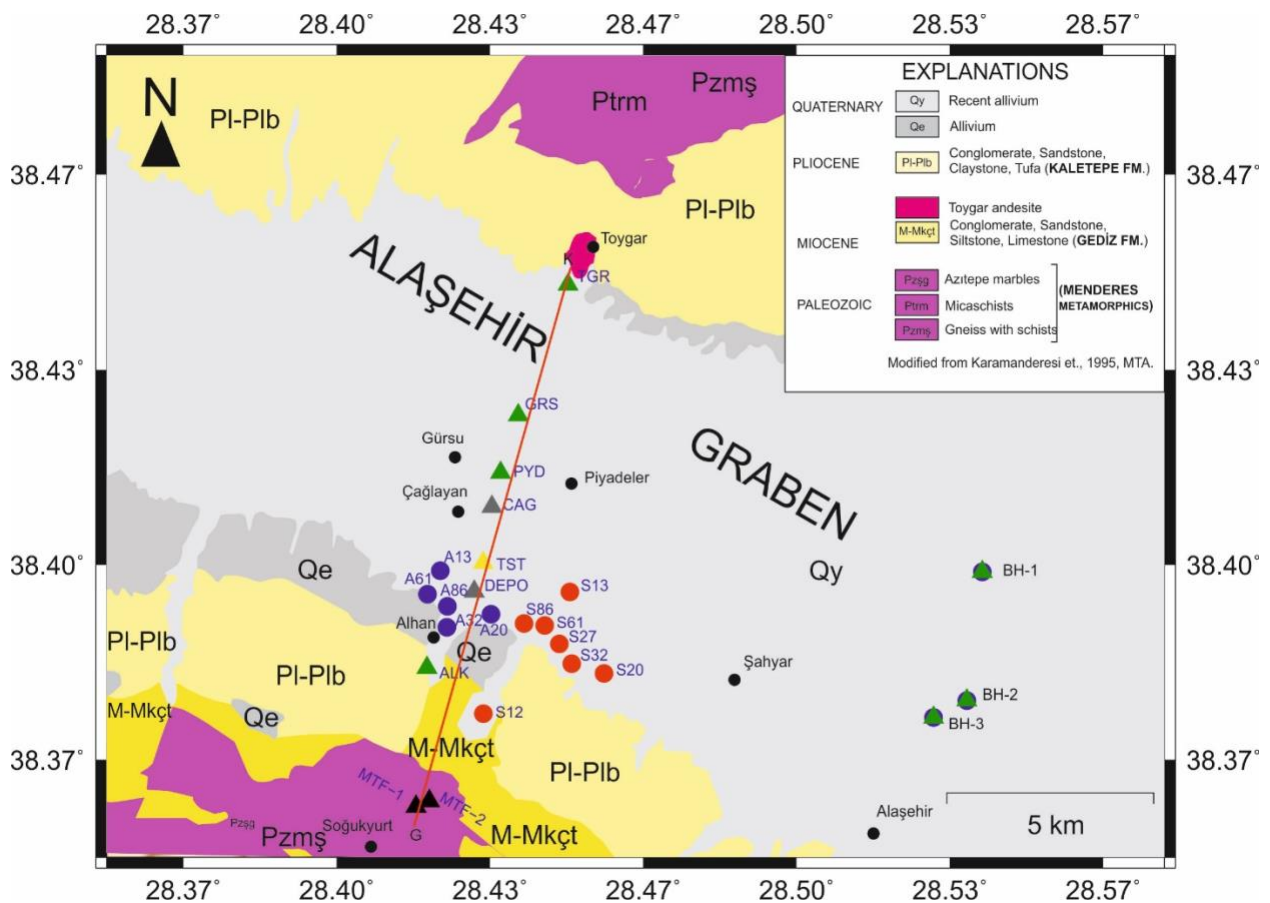 28.37° 28.40° 28.43° 28.47° 28.50° 28.53° 28.57°
N
Pl-Plb
Ptrm
Pzmş
EXPLANATIONS
QUATERNARY
Qy Recent allivium
Qe Allivium
PLIOCENE
Pl-Plb Conglomerate, Sandstone,
Claystone, Tufa (KALETEPE FM.)
Toygar andesite
MIOCENE
M-Mkçt Conglomerate, Sandstone,
Siltstone, Limestone (GEDİZ FM.)
PALEOZOIC
Pzşg Azıtepe marbles
Ptrm Micaschists
Pzmş Gneiss with schists
(MENDERES
METAMORPHICS)
Modified from Karamanderesi et., 1995, MTA.
38.47° 38.47°
Pl-Plb
Toygar
K
TGR
ALAŞEHİR
38.43° 38.43°
GRS
Gürsu
GRABEN
PYD
Piyadeler
Çağlayan
CAG
38.40° 38.40°
Qe
A13
TST
Qy
BH-1
A61
A86
DEPO
S13
Alhan
A32
A20
S86
S61
S27
Pl-Plb
Pl-Plb
Qe
S32
S20
ALK
Şahyar
M-Mkçt
Qe
S12
BH-2
BH-3
M-Mkçt
Pl-Plb
38.37° 38.37°
MTF-1
MTF-2
Pzşg
Pzmş
Soğukyurt
G
M-Mkçt
Alaşehir
5 km
28.37° 28.40° 28.43° 28.47° 28.50° 28.53° 28.57°